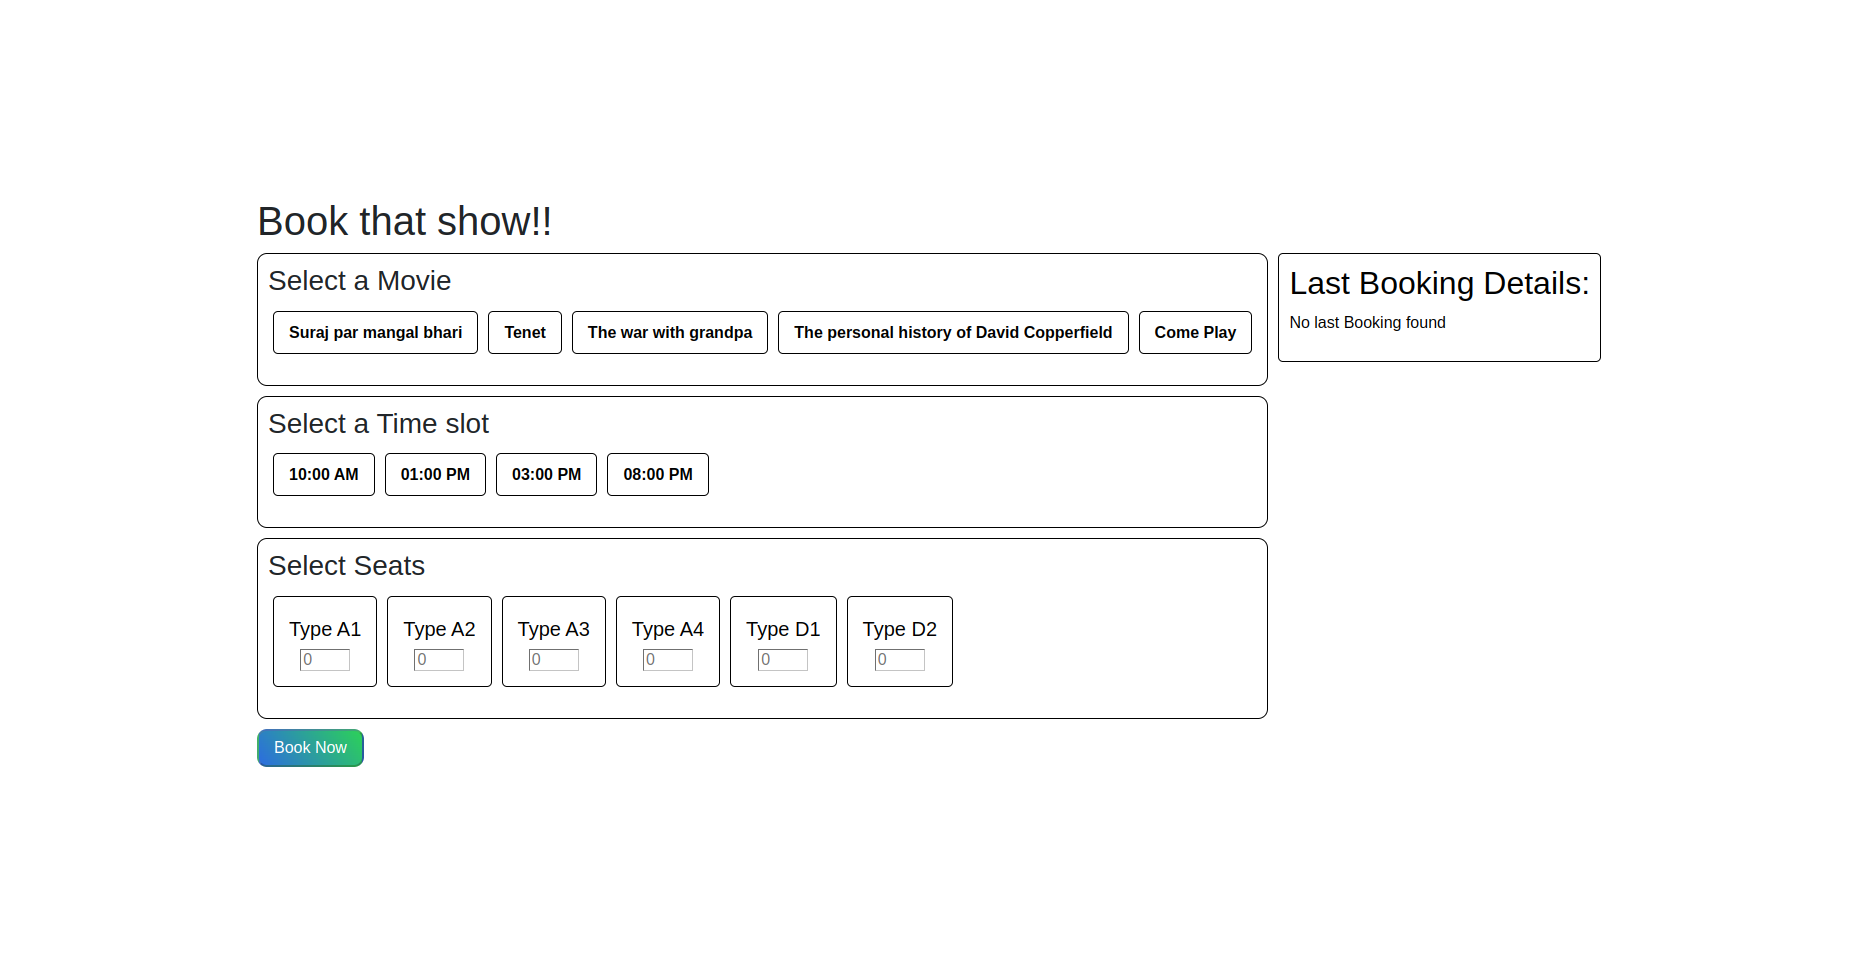 Book that show!!
Select a Movie
Suraj par mangal bhari Tenet The war with grandpa The personal history of David Copperfield Come Play
Last Booking Details:
No last Booking found
Select a Time slot
10:00 AM 01:00 PM 03:00 PM 08:00 PM
Select Seats
Type A1 Type A2 Type A3 Type A4 Type D1 Type D2
0 0 0 0 0 0
Book Now